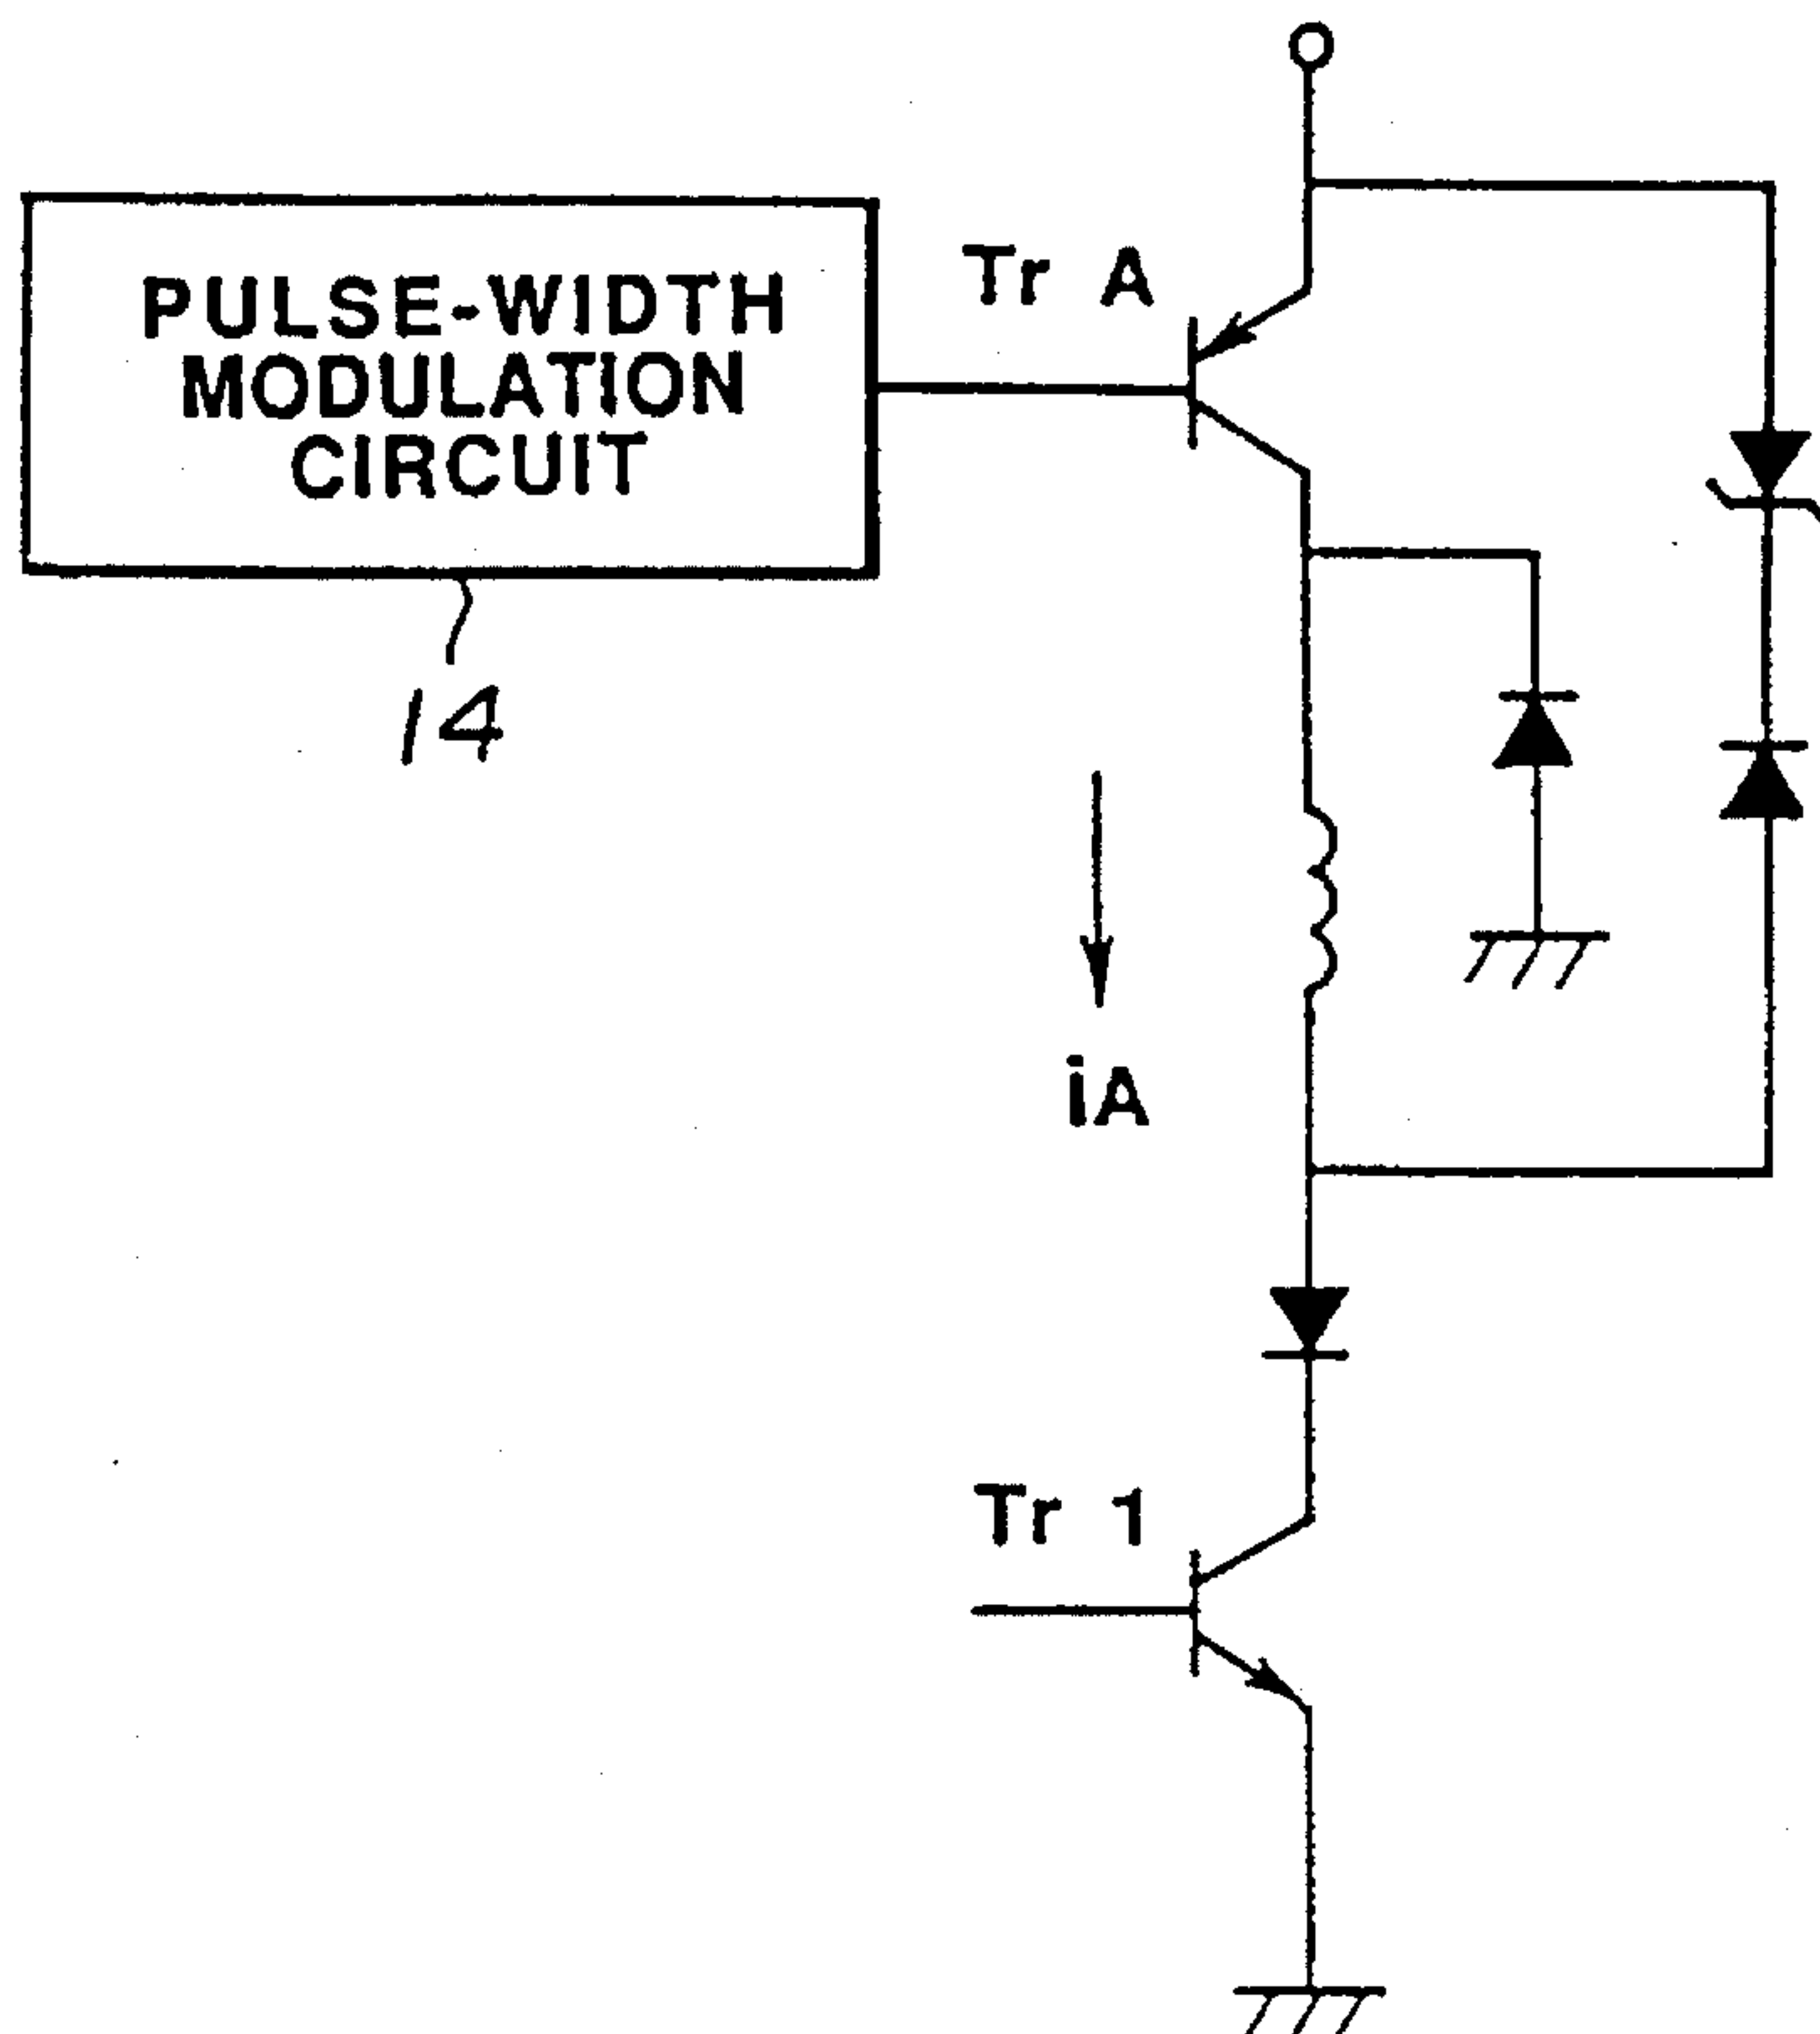 PULSE-WIDTH
MODULATION
CIRCUIT
14
Tr A
iA
Tr 1